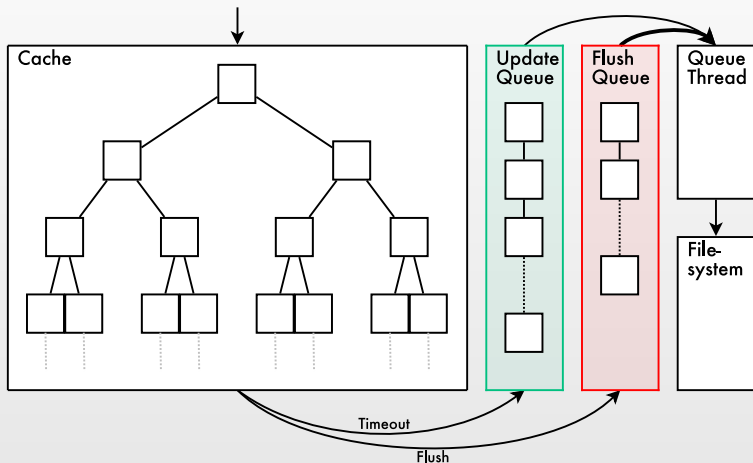 Cache
Update
Queue
Flush
Queue
Queue
Thread
File-
system
Timeout
Flush